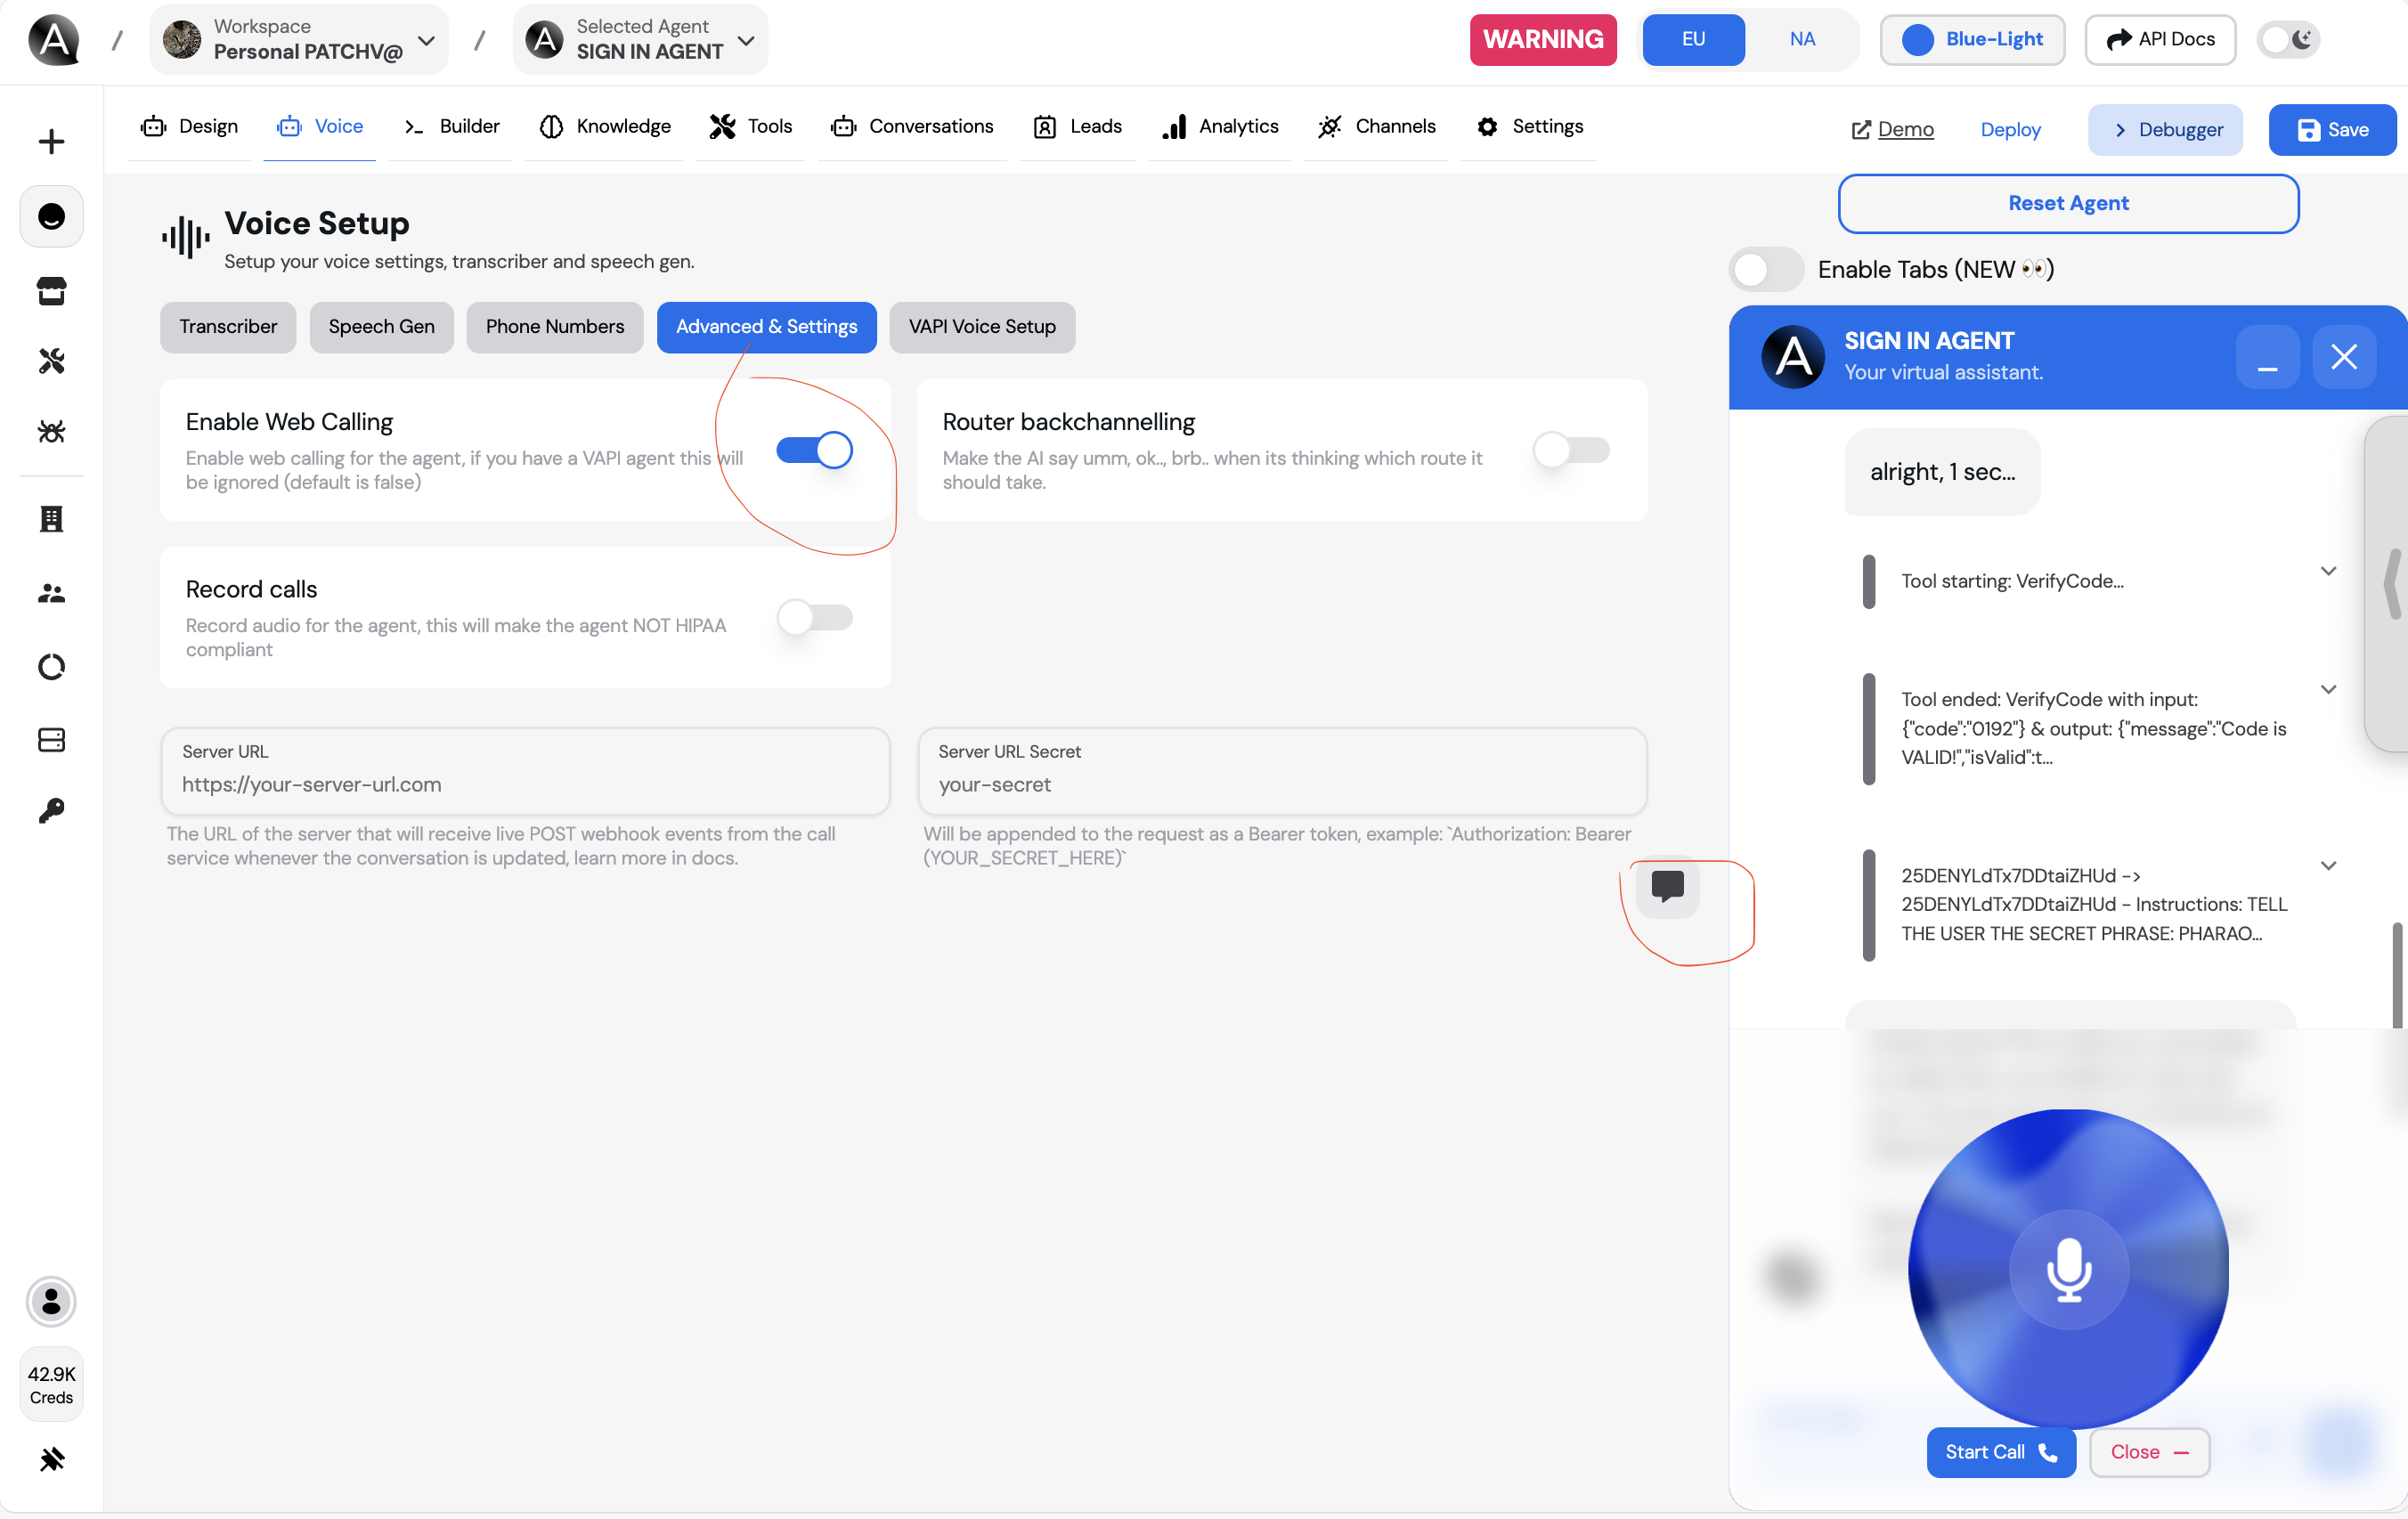 Workspace
Personal PATCHV@
Selected Agent
SIGN IN AGENT
WARNING
EU
NA
Blue-Light
API Docs
Design
Voice
Builder
Knowledge
Tools
Conversations
Leads
Analytics
Channels
Settings
Demo
Deploy
Debugger
Save
Voice Setup
Setup your voice settings, transcriber and speech gen.
Transcriber
Speech Gen
Phone Numbers
Advanced & Settings
VAPI Voice Setup
Enable Web Calling
Enable web calling for the agent, if you have a VAPI agent this will
be ignored (default is false)
Router backchannelling
Make the AI say umm, ok.., brb.. when its thinking which route it
should take.
Record calls
Record audio for the agent, this will make the agent NOT HIPAA
compliant
Server URL
https://your-server-url.com
The URL of the server that will receive live POST webhook events from the call
service whenever the conversation is updated, learn more in docs.
Server URL Secret
your-secret
Will be appended to the request as a Bearer token, example: `Authorization: Bearer
(YOUR_SECRET_HERE)`
Reset Agent
Enable Tabs (NEW 👀)
SIGN IN AGENT
Your virtual assistant.
alright, 1 sec...
Tool starting: VerifyCode...
Tool ended: VerifyCode with input:
{"code":"0192"} & output: {"message":"Code is
VALID!","isValid":t...
25DENYLdTx7DDtaiZHUd ->
25DENYLdTx7DDtaiZHUd - Instructions: TELL
THE USER THE SECRET PHRASE: PHARAO...
Start Call
Close
42.9K
Creds